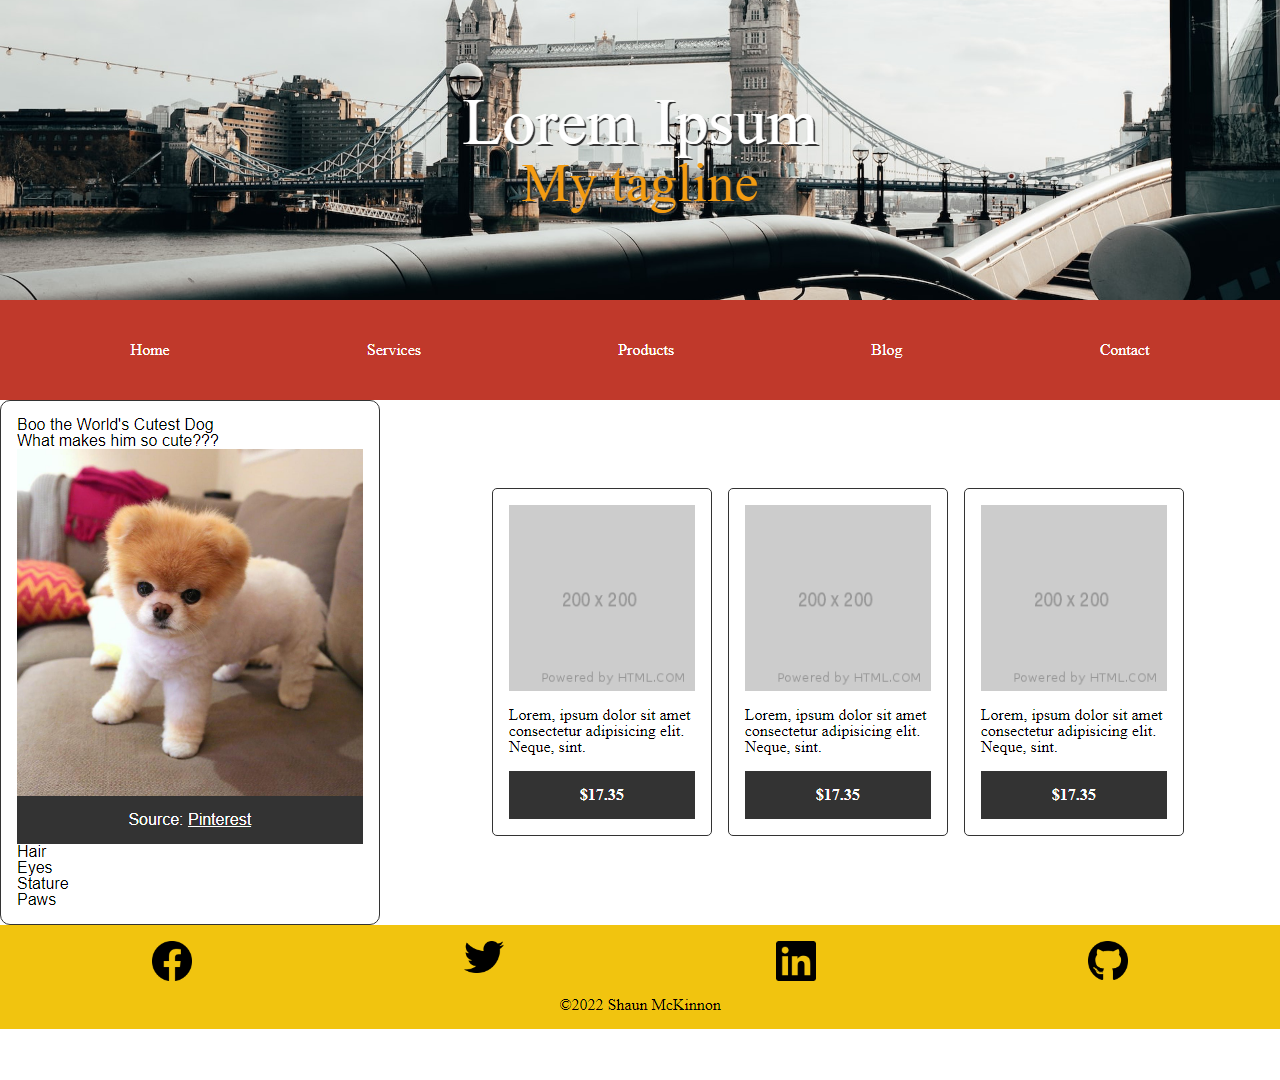 Lorem Ipsum
My tagline
Home Services Products Blog Contact
Boo the World's Cutest Dog
What makes him so cute???
Source: Pinterest
Hair
Eyes
Stature
Paws
200 x 200
Powered by HTML.COM
Lorem, ipsum dolor sit amet
consectetur adipisicing elit.
Neque, sint.
$17.35
200 x 200
Powered by HTML.COM
Lorem, ipsum dolor sit amet
consectetur adipisicing elit.
Neque, sint.
$17.35
200 x 200
Powered by HTML.COM
Lorem, ipsum dolor sit amet
consectetur adipisicing elit.
Neque, sint.
$17.35
©2022 Shaun McKinnon